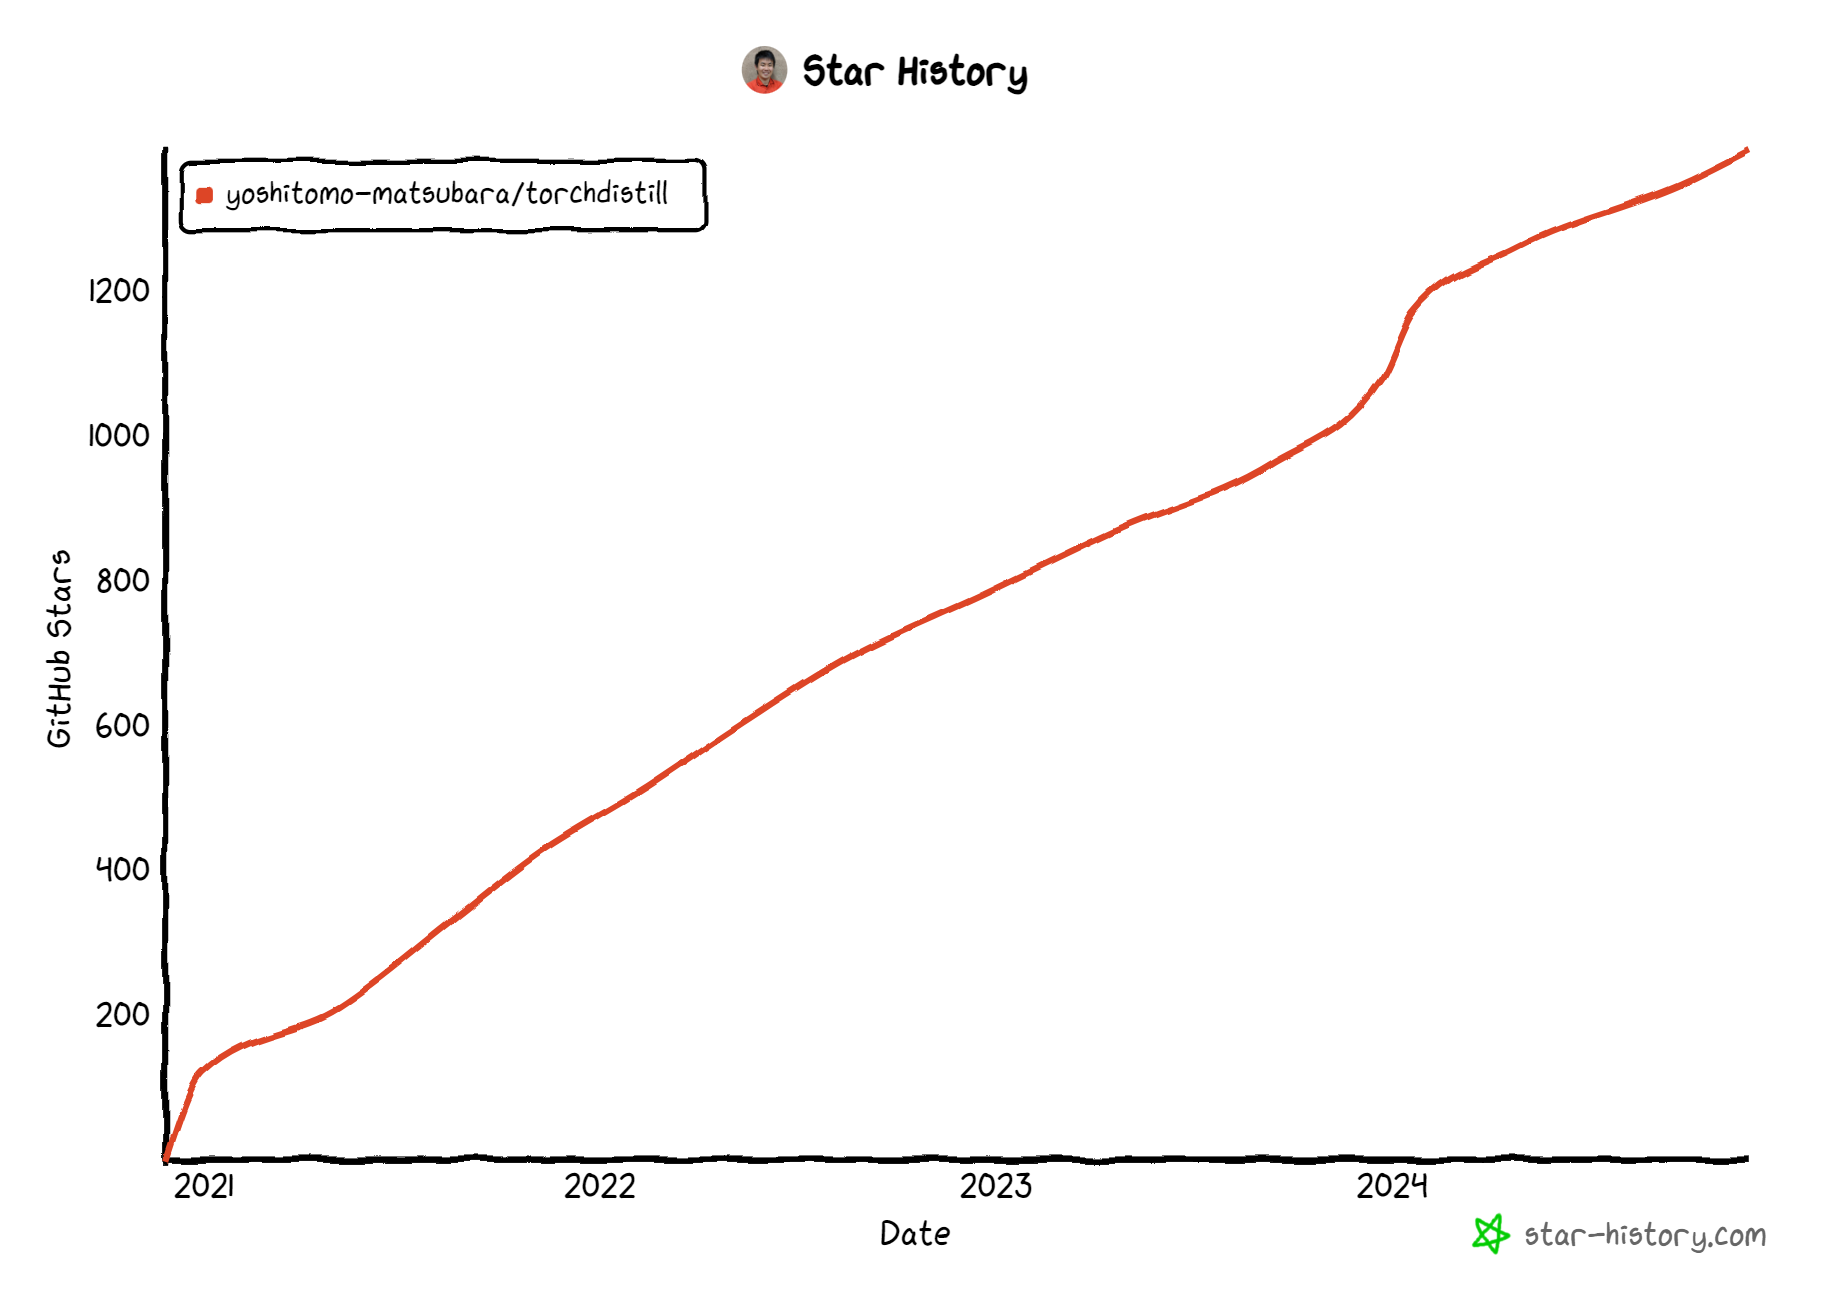 Star History
yoshitomo-matsubara/torchdistill
1200
1000
800
600
400
200
GitHub Stars
2021 2022 2023 2024
Date
star-history.com